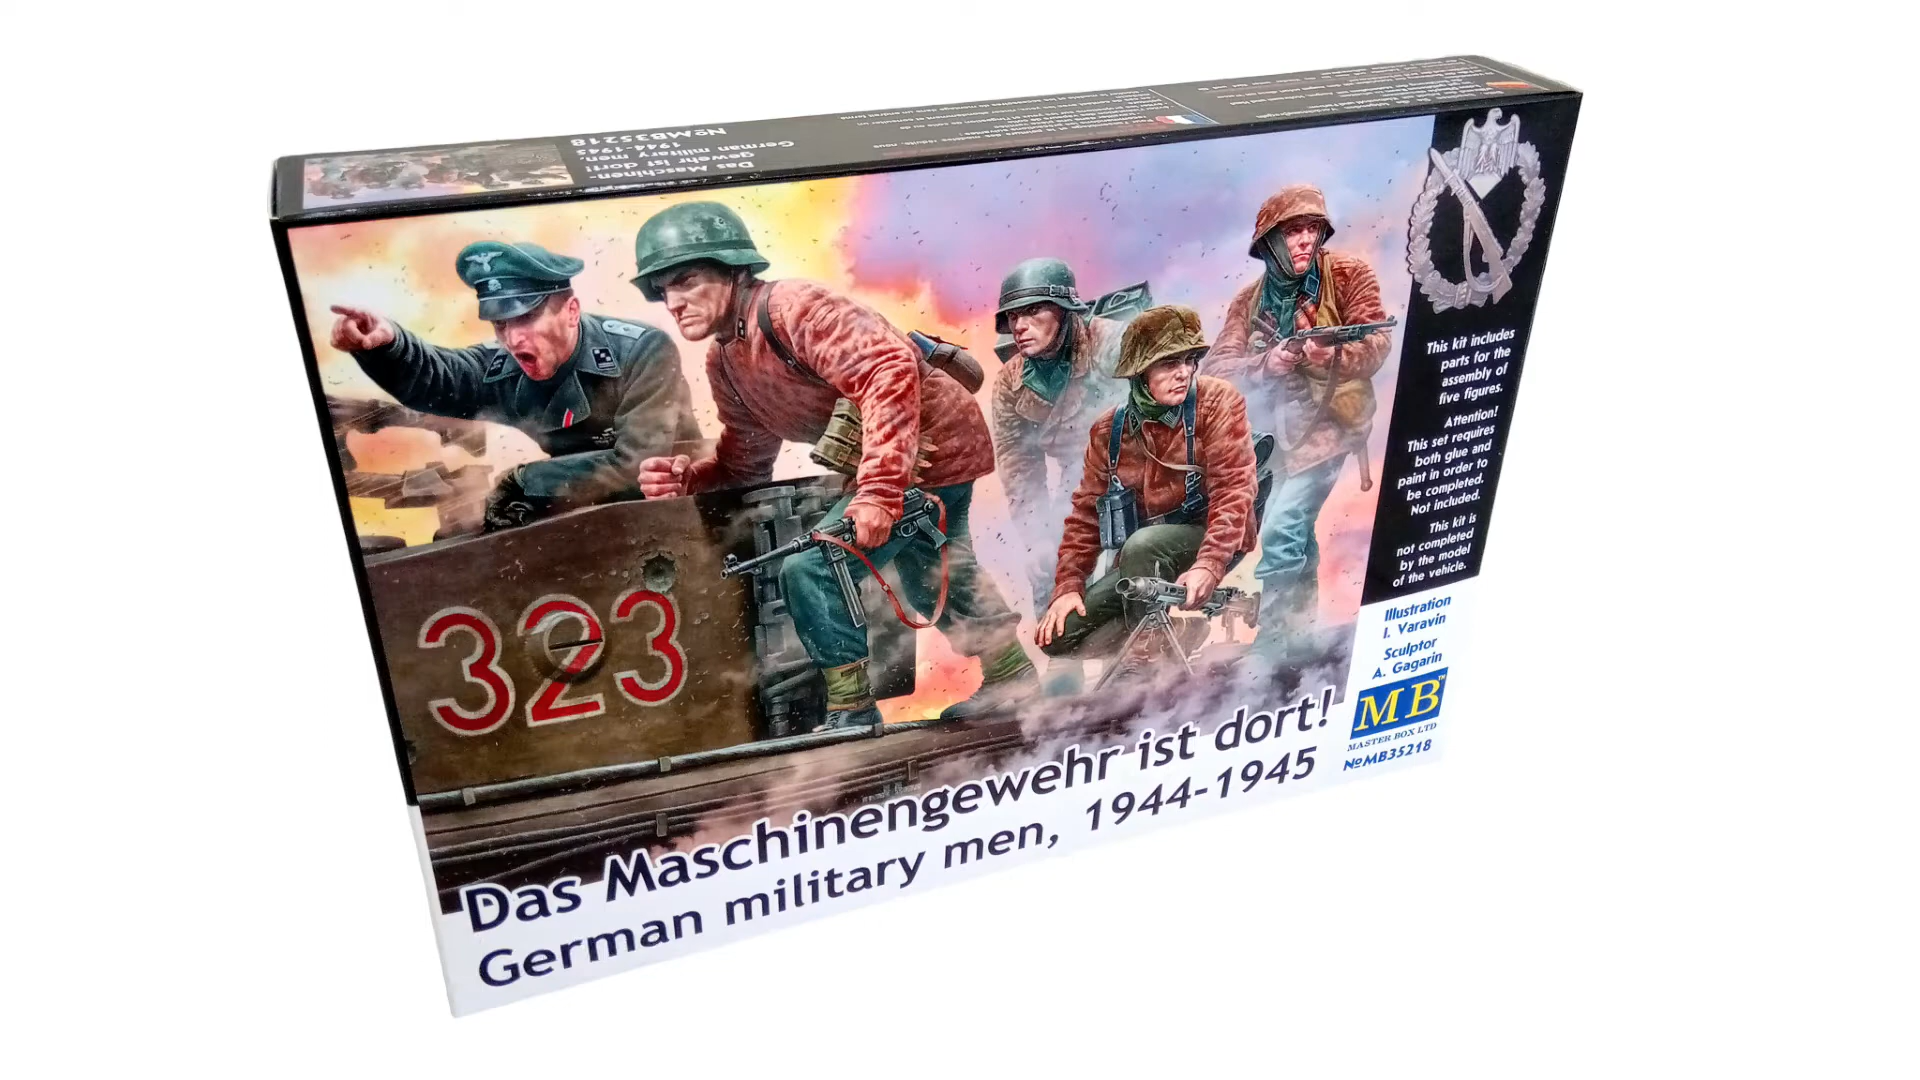 NoMB35218
1944-1945
German military men,
gewehr ist dort!
Das Maschinen-
This kit includes
parts for the
assembly of
five figures.
Attention!
This set requires
both glue and
paint in order to
be completed.
Not included.
This kit is
not completed
by the model
of the vehicle.
323
Illustration
I. Varavin
Sculptor
A. Gagarin
MB™
MASTER BOX LTD
№MB35218
Das Maschinengewehr ist dort!
German military men, 1944-1945